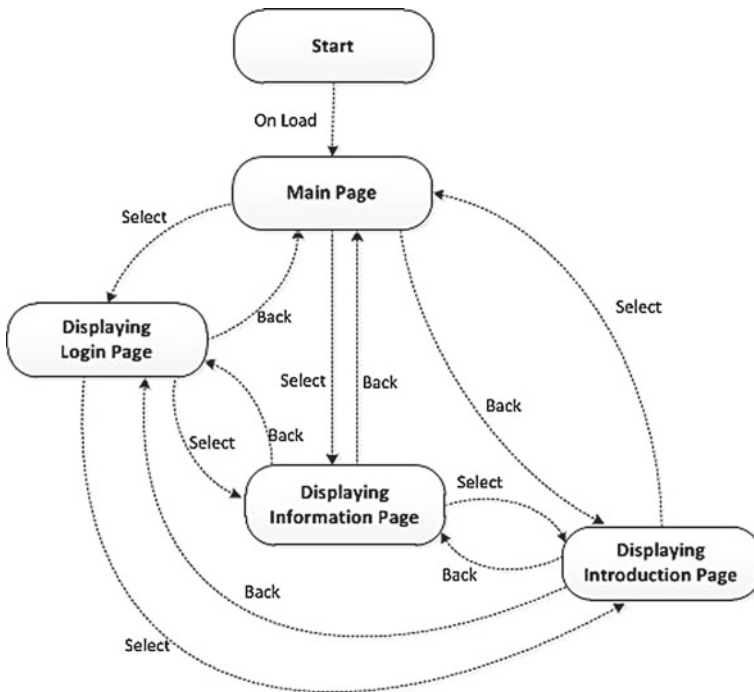 Start
On Load
Main Page
Select
Select
Displaying
Login Page
Back
Select
Back
Back
Select
Back
Select
Displaying
Information Page
Displaying
Introduction Page
Back
Back
Select